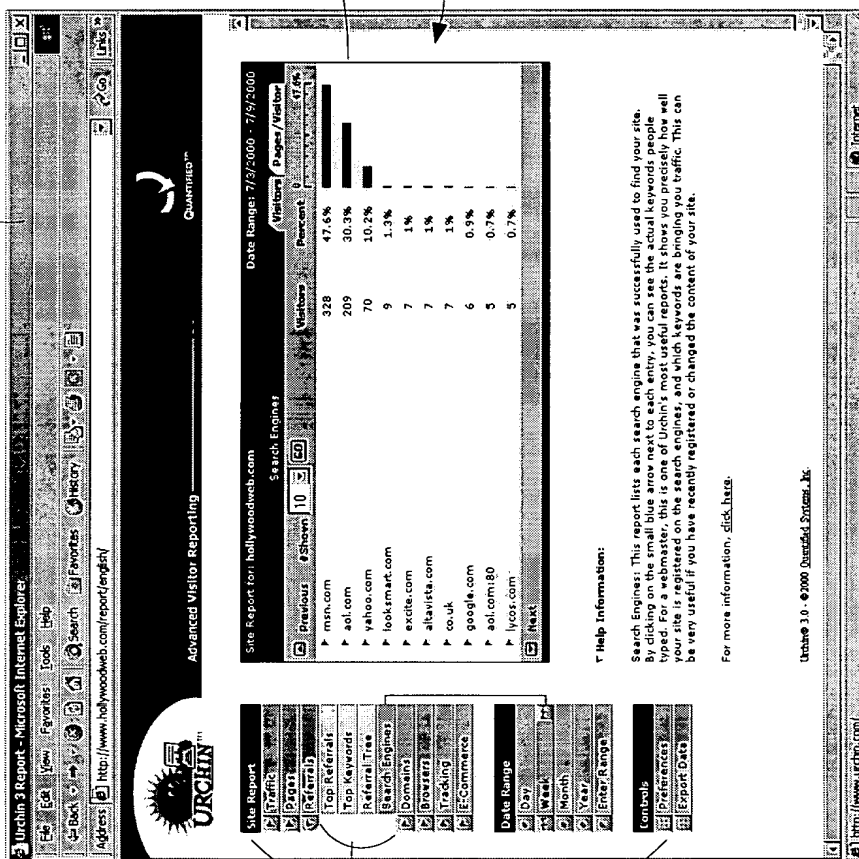 Urchin 3 Report - Microsoft Internet Explorer
File Edit View Favorites Tools Help
Back Search Favorites History
Address http://www.hollywoodweb.com/report/english/ Go Links
URCHIN™
Advanced Visitor Reporting
QUANTIFIED™
Site Report
Traffic
Pages
Referrals
Top Referrals
Top Keywords
Referral Tree
Search Engines
Domains
Browsers
Tracking
E-Commerce
Date Range
Day
Week
Month
Year
Enter Range
Controls
Preferences
Export Data
Site Report for: hollywoodweb.com Date Range: 7/3/2000 - 7/9/2000
Search Engines Visitors Pages/Visitor
Previous #Shown 10 GO Visitors Percent 0 47.6%
msn.com 328 47.6%
aol.com 209 30.3%
yahoo.com 70 10.2%
looksmart.com 9 1.3%
excite.com 7 1%
altavista.com 7 1%
co.uk 7 1%
google.com 6 0.9%
aol.com:80 5 0.7%
lycos.com 5 0.7%
Next
Help Information:
Search Engines: This report lists each search engine that was successfully used to find your site.
By clicking on the small blue arrow next to each entry, you can see the actual keywords people
typed. For a webmaster, this is one of Urchin's most useful reports. It shows you precisely how well
your site is registered on the search engines, and which keywords are bringing you traffic. This can
be very useful if you have recently registered or changed the content of your site.
For more information, click here.
Urchin® 3.0 - ©2000 Quantified Systems, Inc.
http://www.urchin.com/ Internet